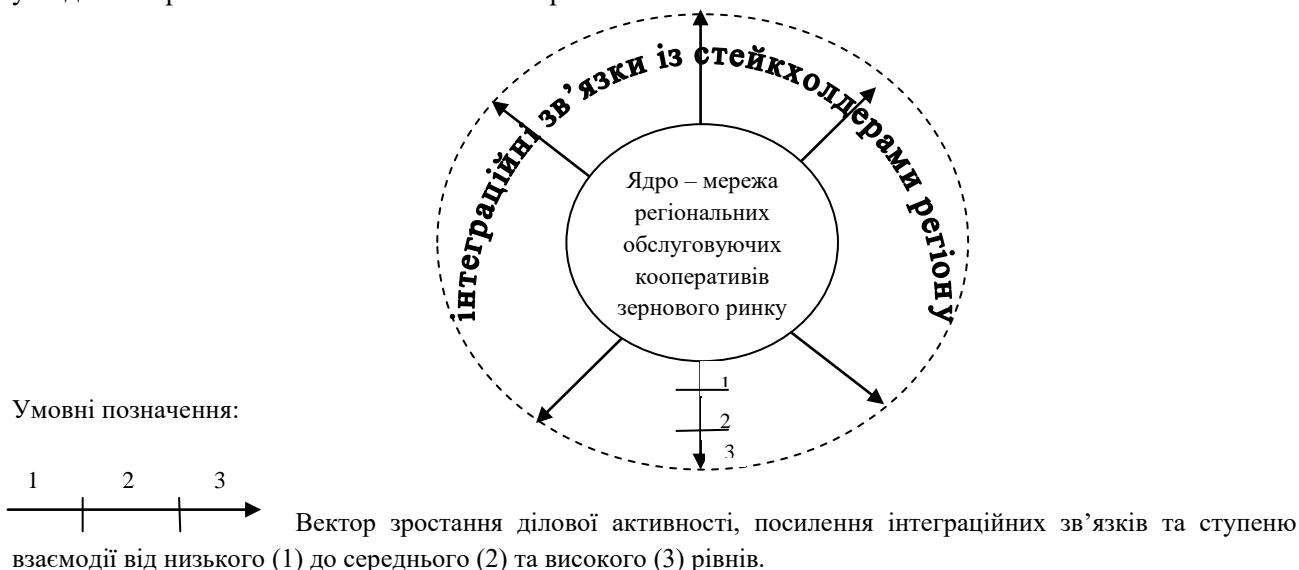 інтеграційні зв’язки із стейкхолдерами регіону
Ядро – мережа
регіональних
обслуговуючих
кооперативів
зернового ринку
1
2
3
Умовні позначення:
1 2 3
Вектор зростання ділової активності, посилення інтеграційних зв’язків та ступеню
взаємодії від низького (1) до середнього (2) та високого (3) рівнів.